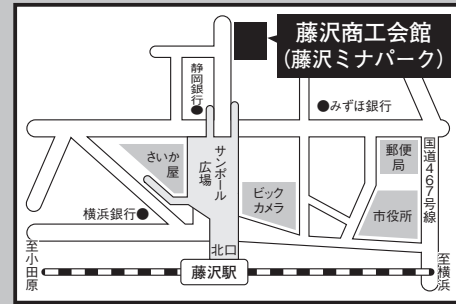 藤沢商工会館
(藤沢ミナパーク)
静岡銀行
●みずほ銀行
さいか
屋
サンパール
広場
郵便
局
国道467号線
ビック
カメラ
市役所
横浜銀行●
北口
至小田原
藤沢駅
至横浜